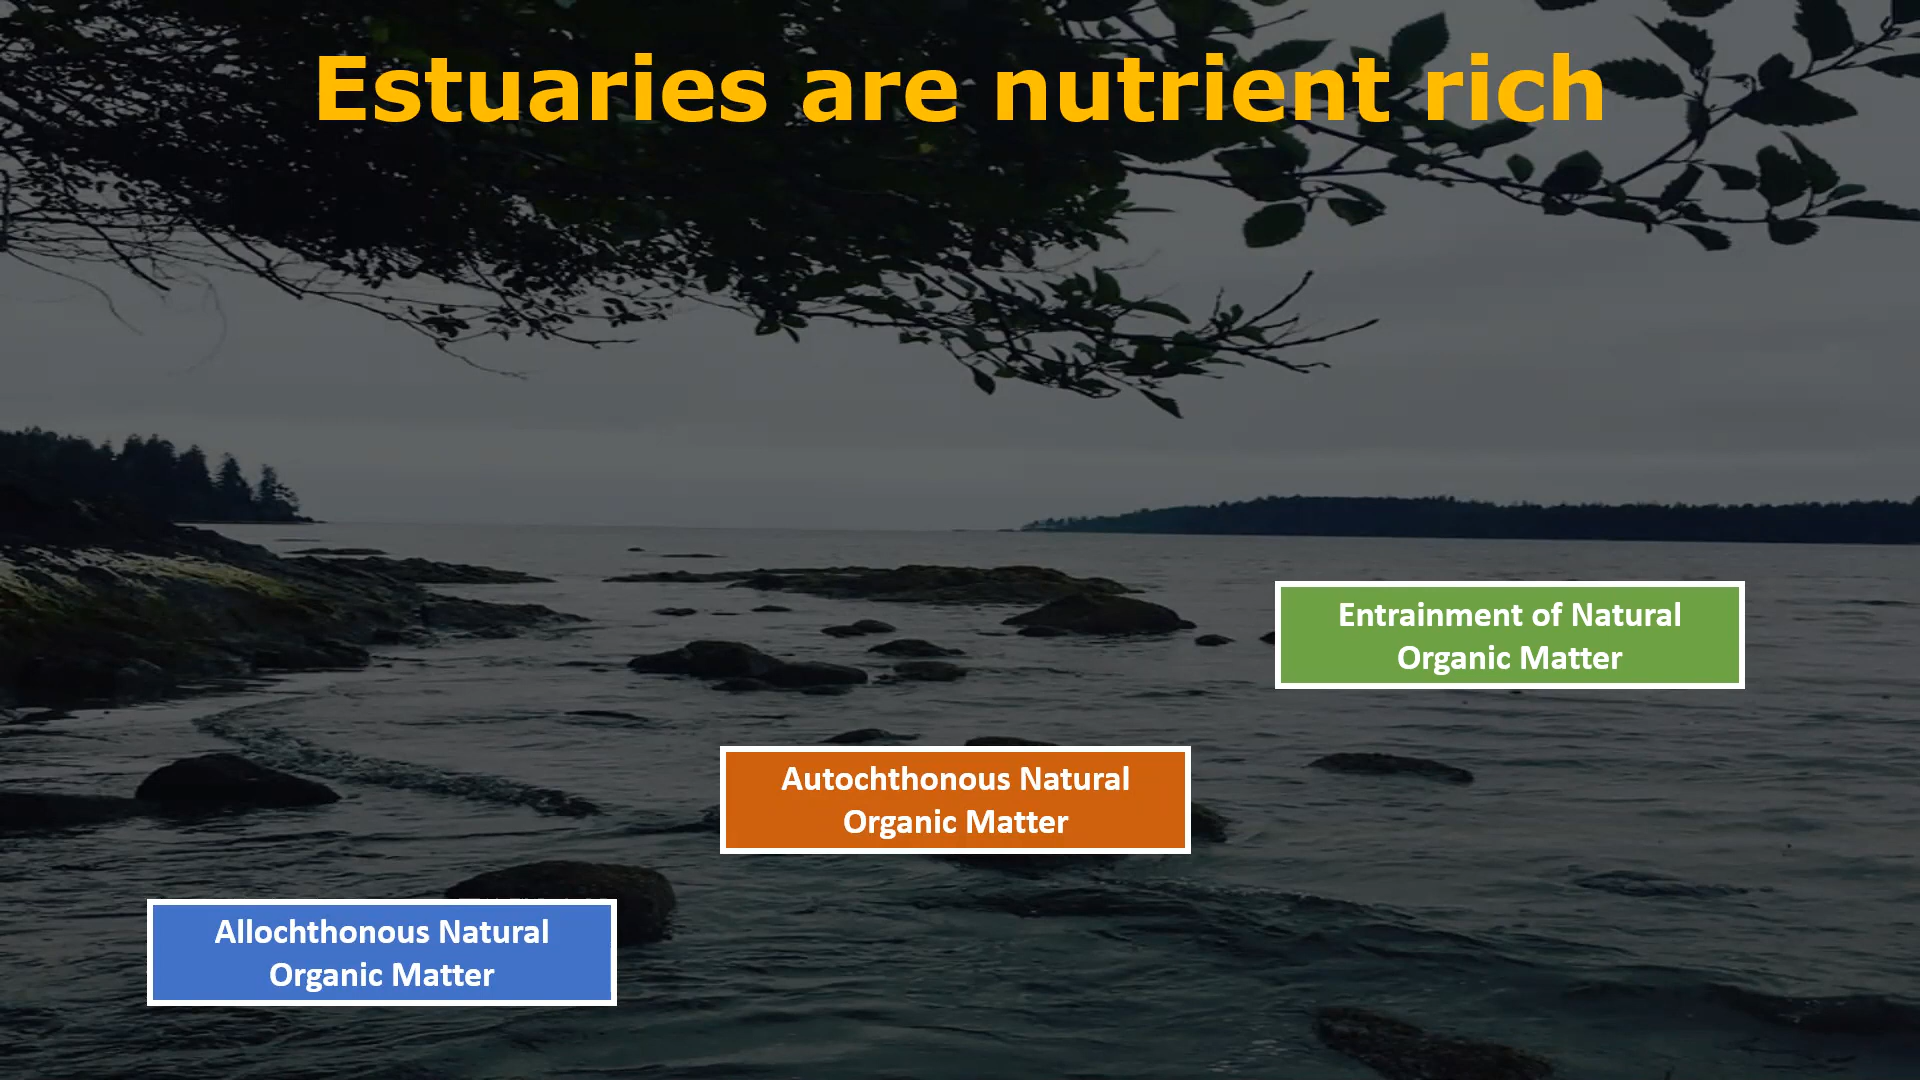 Estuaries are nutrient rich
Entrainment of Natural
Organic Matter
Autochthonous Natural
Organic Matter
Allochthonous Natural
Organic Matter